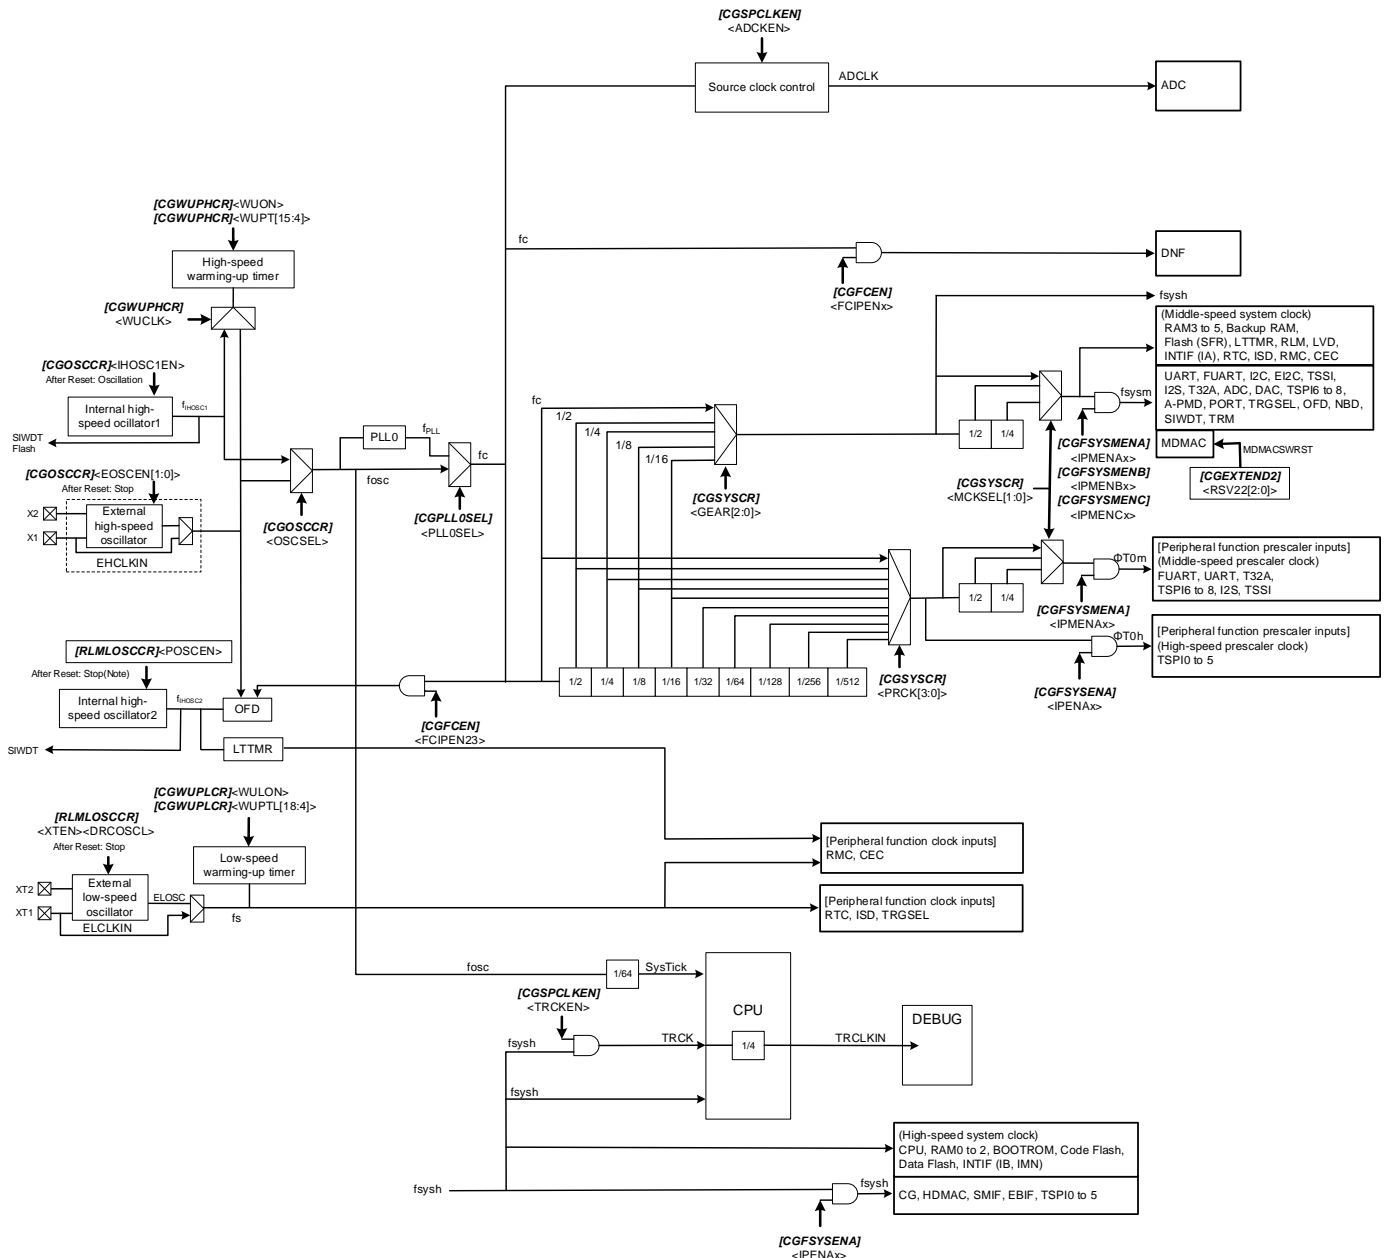 [CGSPCLKEN]
<ADCKEN>
Source clock control
ADCLK
ADC
[CGWUPHCR]<WUON>
[CGWUPHCR]<WUPT[15:4]>
High-speed
warming-up timer
fc
DNF
[CGFCEN]
<FCIPENx>
[CGWUPHCR]
<WUCLK>
fsysh
(Middle-speed system clock)
RAM3 to 5, Backup RAM,
Flash (SFR), LTTMR, RLM, LVD,
INTIF (IA), RTC, ISD, RMC, CEC
[CGOSCCR]<IHOSC1EN>
After Reset: Oscillation
Internal high-
speed ocillator1
fIHOSC1
SIWDT
Flash
UART, FUART, I2C, EI2C, TSSI,
I2S, T32A, ADC, DAC, TSPI6 to 8,
A-PMD, PORT, TRGSEL, OFD, NBD,
SIWDT, TRM
fsysm
MDMAC
MDMACSWRST
[CGEXTEND2]
<RSV22[2:0]>
fc
1/2
1/4
1/8
1/16
1/2
1/4
[CGFSYSMENA]
<IPMENAx>
[CGFSYSMENB]
<IPMENBx>
[CGFSYSMENC]
<IPMENCx>
PLL0
fPLL
fc
fosc
[CGOSCCR]<EOSCEN[1:0]>
After Reset: Stop
X2
X1
External
high-speed
oscillator
EHCLKIN
[CGOSCCR]
<OSCSEL>
[CGPLL0SEL]
<PLL0SEL>
[CGSYSCR]
<GEAR[2:0]>
[CGSYSCR]
<MCKSEL[1:0]>
ΦT0m
[Peripheral function prescaler inputs]
(Middle-speed prescaler clock)
FUART, UART, T32A,
TSPI6 to 8, I2S, TSSI
1/2
1/4
[CGFSYSMENA]
<IPMENAx>
ΦT0h
[Peripheral function prescaler inputs]
(High-speed prescaler clock)
TSPI0 to 5
[CGFSYSENA]
<IPENAx>
[RLMLOSCCR]<POSCEN>
After Reset: Stop(Note)
Internal high-
speed oscillator2
fIHOSC2
OFD
SIWDT
LTTMR
[CGFCEN]
<FCIPEN23>
1/2
1/4
1/8
1/16
1/32
1/64
1/128
1/256
1/512
[CGSYSCR]
<PRCK[3:0]>
[CGWUPLCR]<WULON>
[CGWUPLCR]<WUPTL[18:4]>
Low-speed
warming-up timer
[RLMLOSCCR]
<XTEN><DRCOSCL>
After Reset: Stop
XT2
XT1
External
low-speed
oscillator
ELOSC
ELCLKIN
fs
[Peripheral function clock inputs]
RMC, CEC
[Peripheral function clock inputs]
RTC, ISD, TRGSEL
fosc
1/64
SysTick
CPU
[CGSPCLKEN]
<TRCKEN>
fsysh
TRCK
1/4
TRCLKIN
DEBUG
fsysh
(High-speed system clock)
CPU, RAM0 to 2, BOOTROM, Code Flash,
Data Flash, INTIF (IB, IMN)
fsysh
fsysh
CG, HDMAC, SMIF, EBIF, TSPI0 to 5
[CGFSYSENA]
<IPENAx>